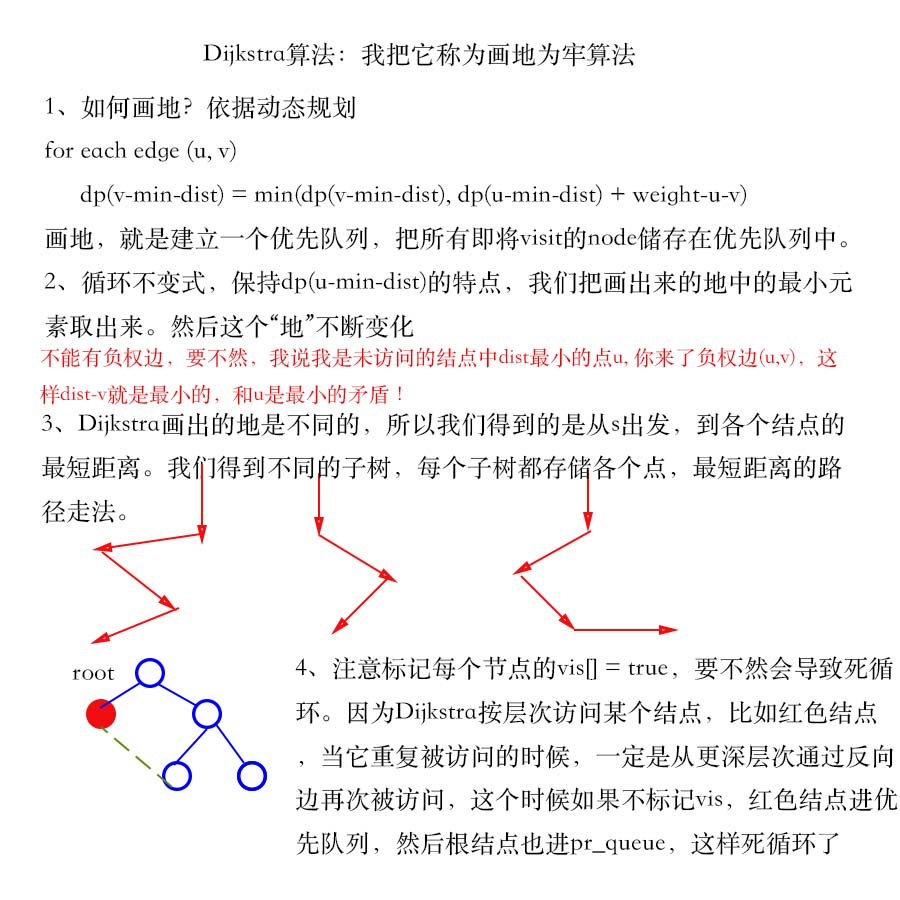 Dijkstra算法：我把它称为画地为牢算法
1、如何画地？依据动态规划
for each edge (u, v)
dp(v-min-dist) = min(dp(v-min-dist), dp(u-min-dist) + weight-u-v)
画地，就是建立一个优先队列，把所有即将visit的node储存在优先队列中。
2、循环不变式，保持dp(u-min-dist)的特点，我们把画出来的地中的最小元
素取出来。然后这个“地”不断变化
不能有负权边，要不然，我说我是未访问的结点中dist最小的点u, 你来了负权边(u,v)，这
样dist-v就是最小的，和u是最小的矛盾！
3、Dijkstra画出的地是不同的，所以我们得到的是从s出发，到各个结点的
最短距离。我们得到不同的子树，每个子树都存储各个点，最短距离的路
径走法。
root
4、注意标记每个节点的vis[] = true，要不然会导致死循
环。因为Dijkstra按层次访问某个结点，比如红色结点
，当它重复被访问的时候，一定是从更深层次通过反向
边再次被访问，这个时候如果不标记vis，红色结点进优
先队列，然后根结点也进pr_queue，这样死循环了